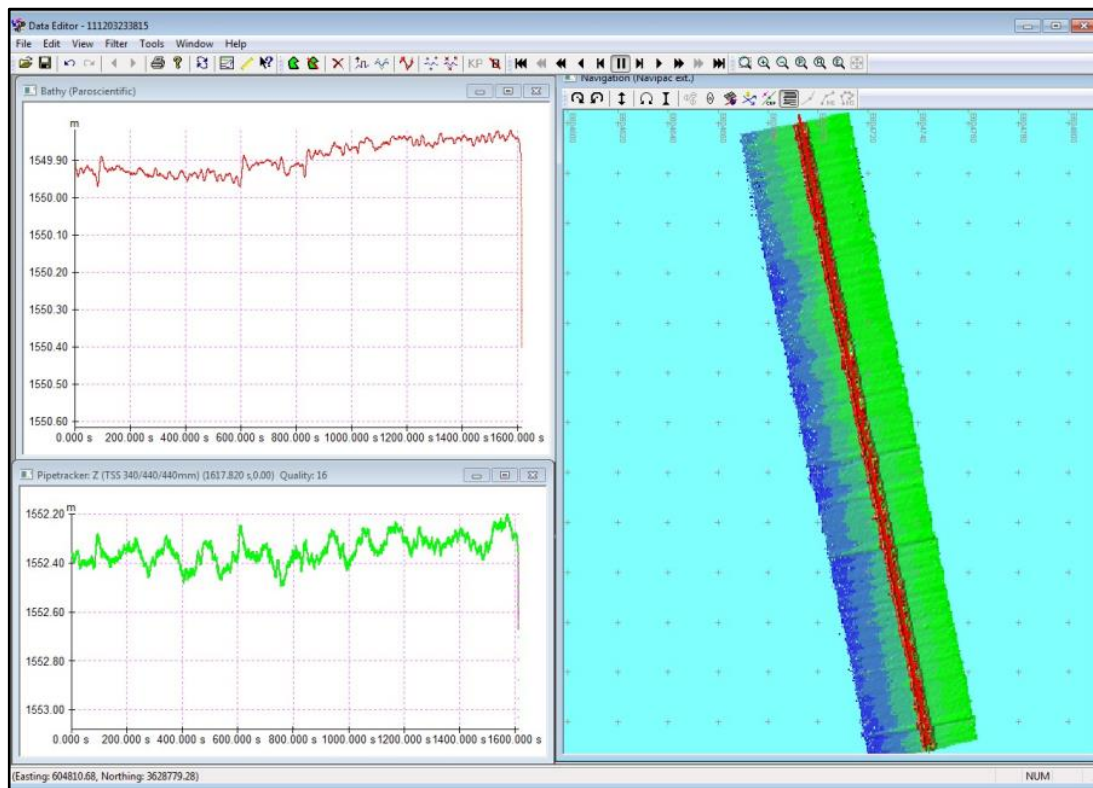 Data Editor - 111203233815
File Edit View Filter Tools Window Help
KP
Bathy (Paroscientific)
m
1549.90
1550.00
1550.10
1550.20
1550.30
1550.40
1550.50
1550.60
0.000 s 200.000 s 400.000 s 600.000 s 800.000 s 1000.000 s 1200.000 s 1400.000 s 1600.000 s
Pipetracker: Z (TSS 340/440/440mm) (1617.820 s,0.00) Quality: 16
m
1552.20
1552.40
1552.60
1552.80
1553.00
0.000 s 200.000 s 400.000 s 600.000 s 800.000 s 1000.000 s 1200.000 s 1400.000 s 1600.000 s
Navigation (Navipac ext.)
(Easting: 604810.68, Northing: 3628779.28)
NUM